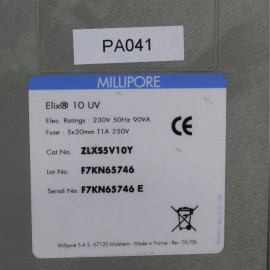 PA041
MILLIPORE
Elix® 10 UV
Elec. Ratings : 230V 50Hz 90VA
Fuse : 5x20mm T1A 250V
CE
Cat No. ZLXS5V10Y
Lot No F7KN65746
Serial No. F7KN65746 E
Millipore S.A.S. 67120 Molsheim - Made in France - Rev. 05/06